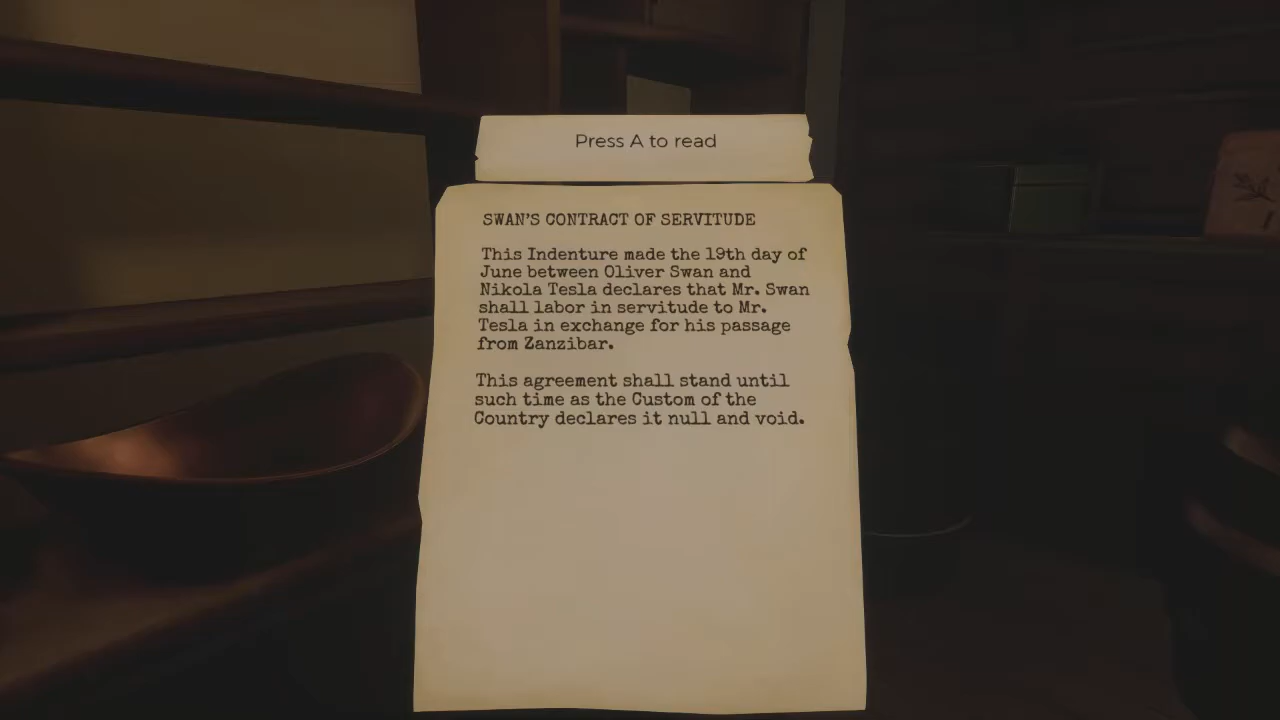 Press A to read
SWAN'S CONTRACT OF SERVITUDE
This Indenture made the 19th day of
June between Oliver Swan and
Nikola Tesla declares that Mr. Swan
shall labor in servitude to Mr.
Tesla in exchange for his passage
from Zanzibar.
This agreement shall stand until
such time as the Custom of the
Country declares it null and void.